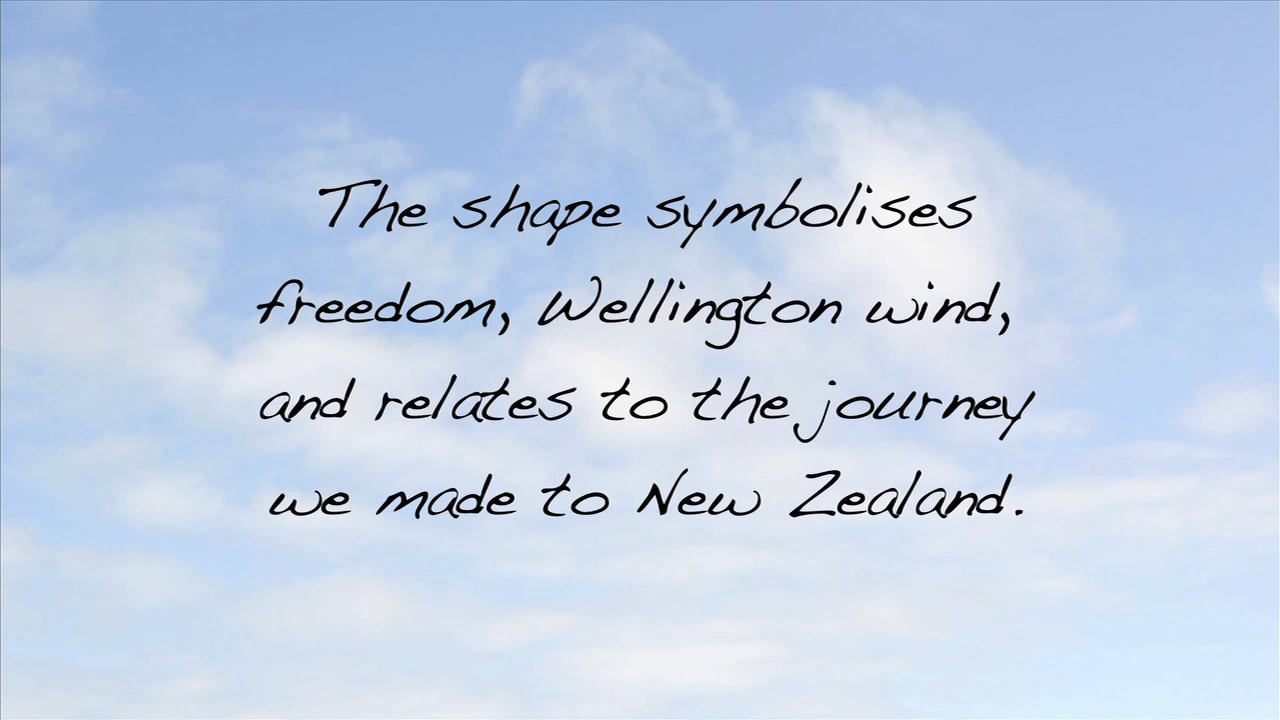 The shape symbolises
freedom, Wellington wind,
and relates to the journey
we made to New Zealand.